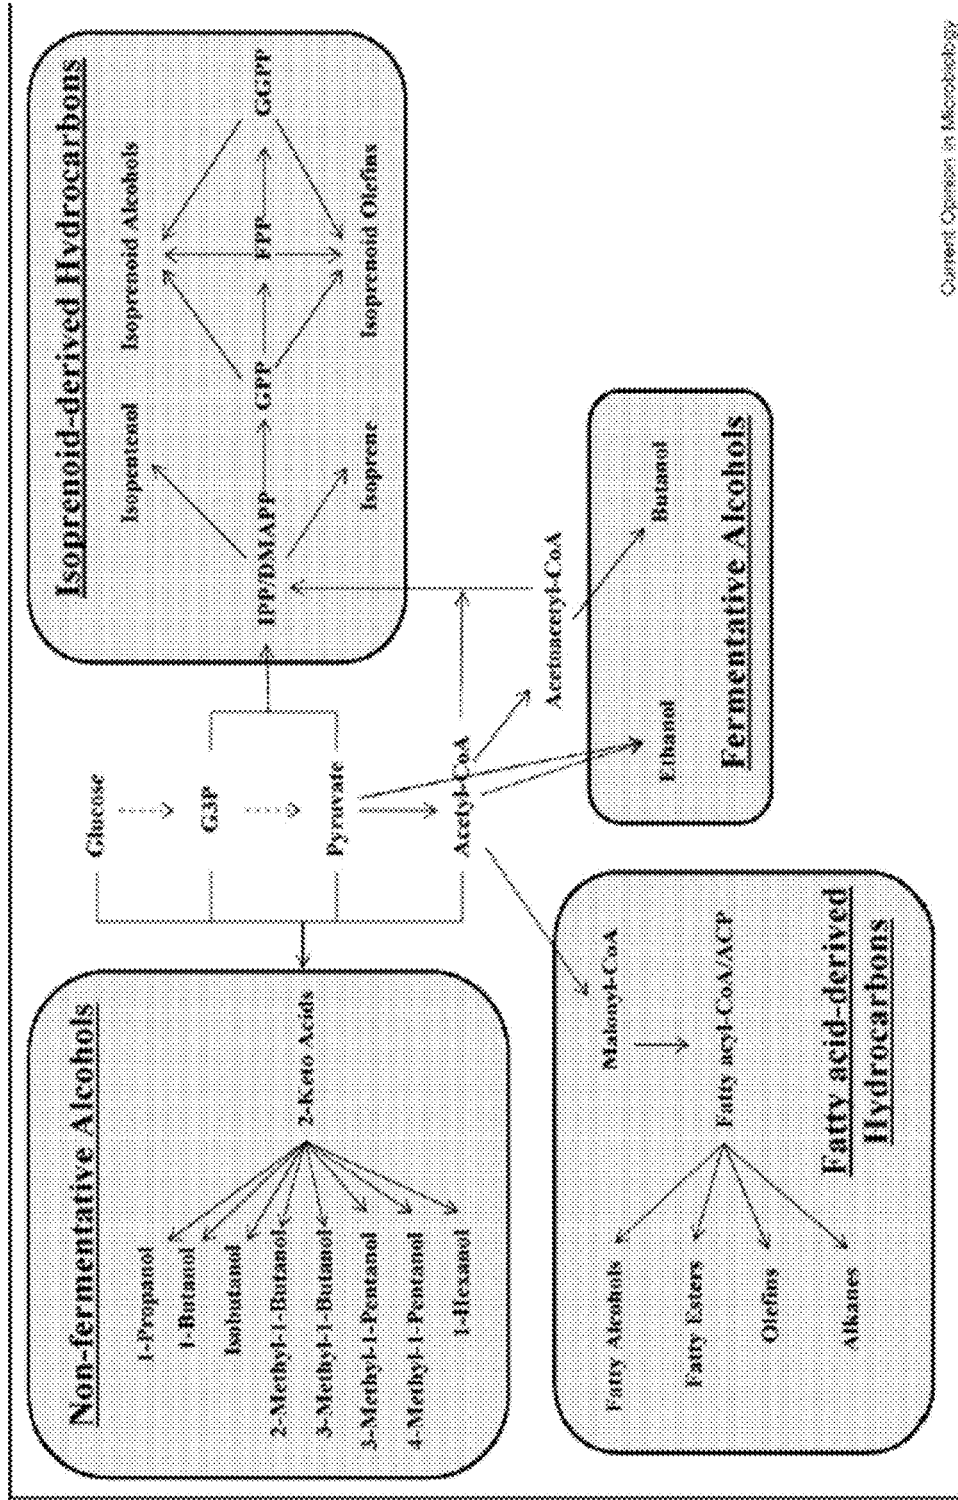 Non-fermentative Alcohols
1-Propanol
1-Butanol
Isobutanol
2-Methyl-1-Butanol
3-Methyl-1-Butanol
3-Methyl-1-Pentanol
4-Methyl-1-Pentanol
1-Hexanol
2-Keto Acids
Glucose
G3P
Pyruvate
Acetyl-CoA
Isoprenoid-derived Hydrocarbons
Isopentenol
Isoprenoid Alcohols
IPP/DMAPP
GPP
FPP
GGPP
Isoprene
Isoprenoid Olefins
Acetoacetyl-CoA
Malonyl-CoA
Fatty acyl-CoA/ACP
Fatty Alcohols
Fatty Esters
Olefins
Alkanes
Fatty acid-derived
Hydrocarbons
Ethanol
Butanol
Fermentative Alcohols
Current Opinion in Microbiology